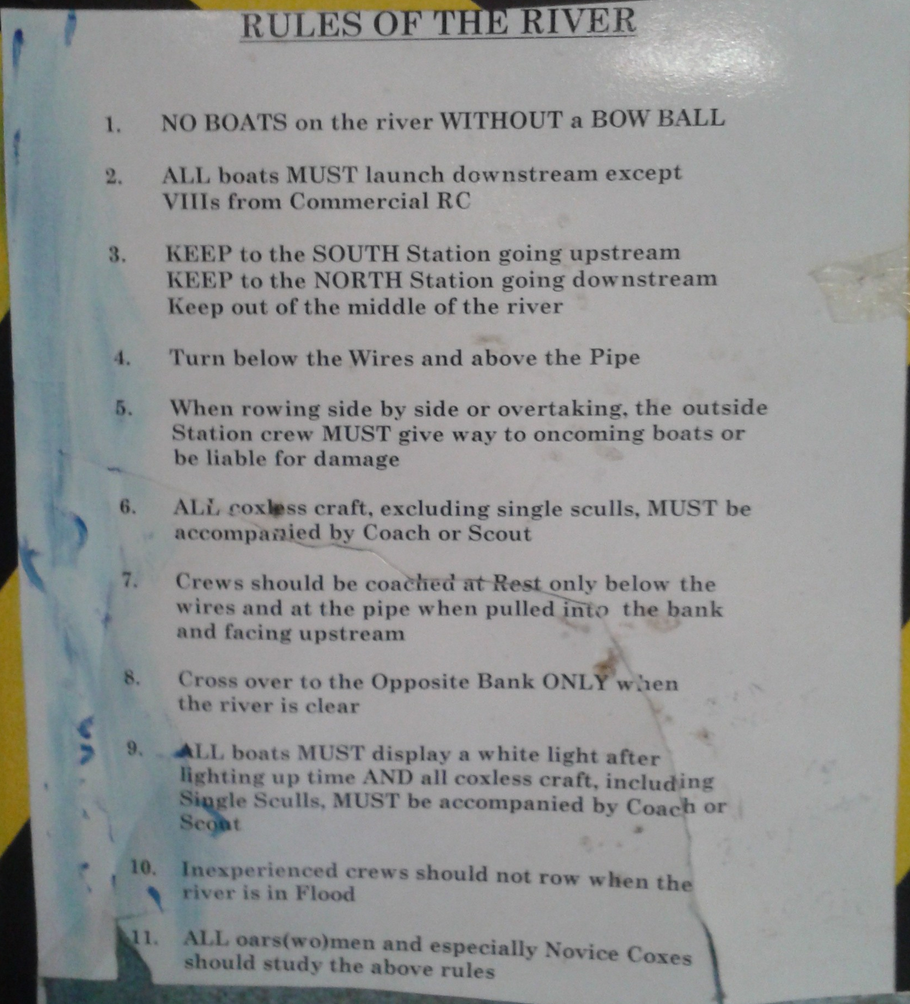 RULES OF THE RIVER
1. NO BOATS on the river WITHOUT a BOW BALL
2. ALL boats MUST launch downstream except
VIIIs from Commercial RC
3. KEEP to the SOUTH Station going upstream
KEEP to the NORTH Station going downstream
Keep out of the middle of the river
4. Turn below the Wires and above the Pipe
5. When rowing side by side or overtaking, the outside
Station crew MUST give way to oncoming boats or
be liable for damage
6. ALL coxless craft, excluding single sculls, MUST be
accompanied by Coach or Scout
7. Crews should be coached at Rest only below the
wires and at the pipe when pulled into the bank
and facing upstream
8. Cross over to the Opposite Bank ONLY when
the river is clear
9. ALL boats MUST display a white light after
lighting up time AND all coxless craft, including
Single Sculls, MUST be accompanied by Coach or
Scout
10. Inexperienced crews should not row when the
river is in Flood
11. ALL oars(wo)men and especially Novice Coxes
should study the above rules